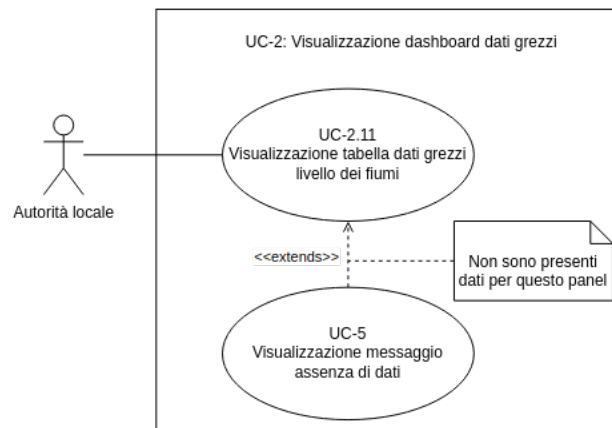 UC-2: Visualizzazione dashboard dati grezzi
UC-2.11
Visualizzazione tabella dati grezzi
livello dei fiumi
Autorità locale
<<extends>>
Non sono presenti
dati per questo panel
UC-5
Visualizzazione messaggio
assenza di dati